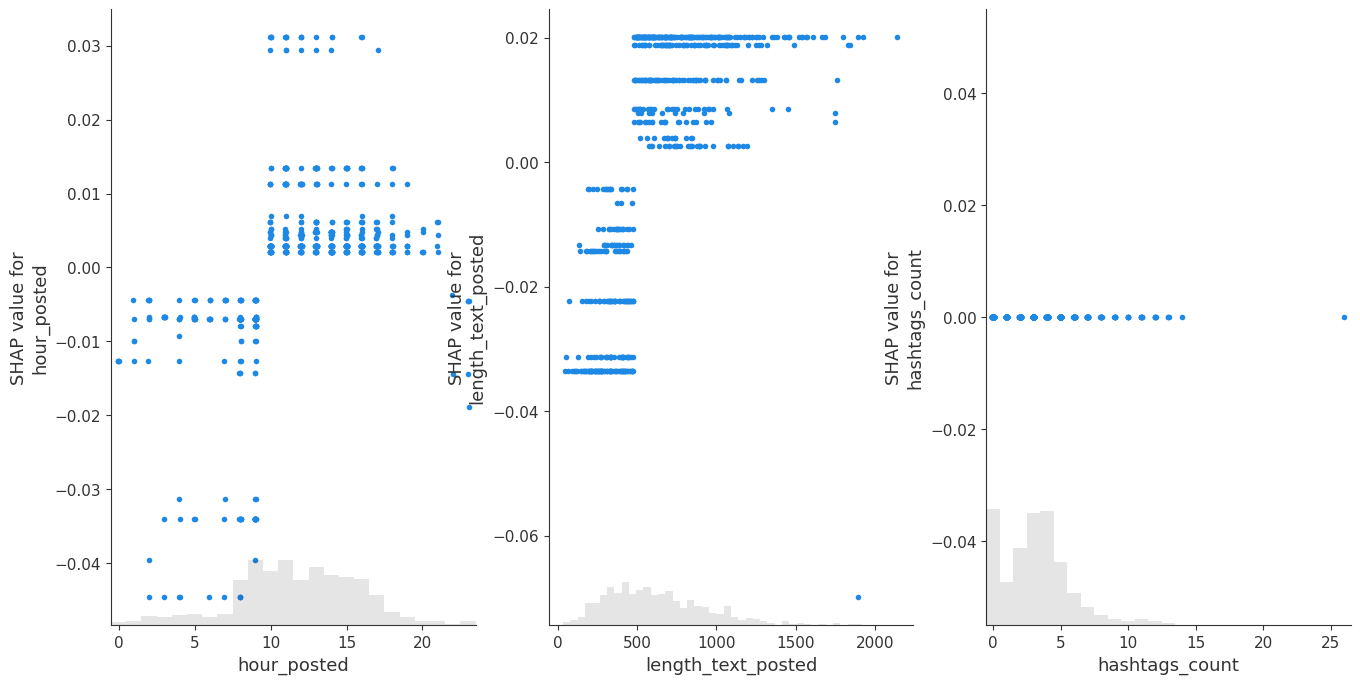 0.03
0.02
0.01
0.00
−0.01
−0.02
−0.03
−0.04
SHAP value for
hour_posted
0 5 10 15 20
hour_posted
0.02
0.00
−0.02
−0.04
−0.06
SHAP value for
length_text_posted
0 500 1000 1500 2000
length_text_posted
0.04
0.02
0.00
−0.02
−0.04
SHAP value for
hashtags_count
0 5 10 15 20 25
hashtags_count